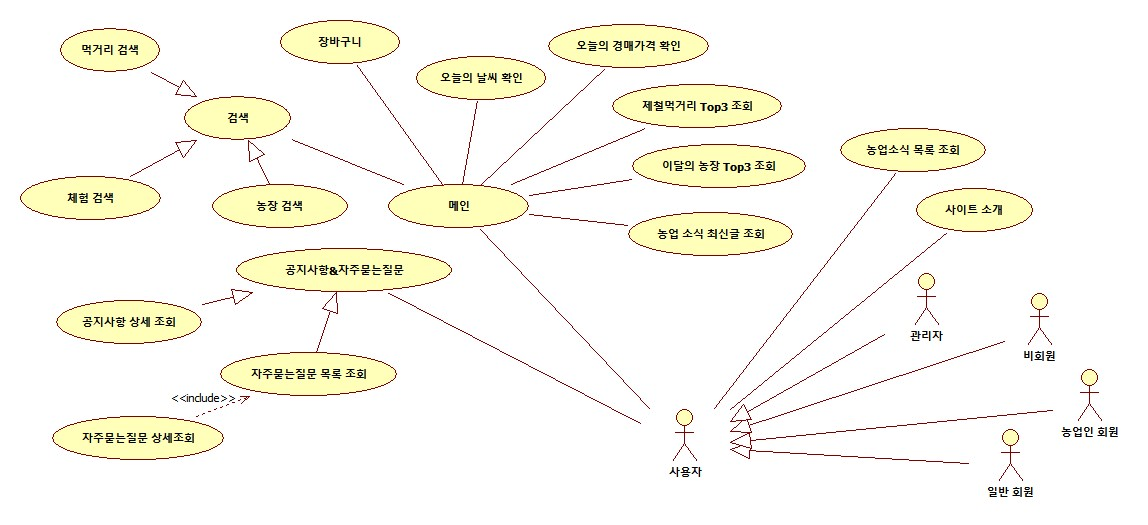 먹거리 검색
장바구니
오늘의 경매가격 확인
오늘의 날씨 확인
검색
제철먹거리 Top3 조회
농업소식 목록 조회
이달의 농장 Top3 조회
체험 검색
농장 검색
메인
사이트 소개
농업 소식 최신글 조회
공지사항&자주묻는질문
공지사항 상세 조회
관리자
비회원
자주묻는질문 목록 조회
<<include>>
자주묻는질문 상세조회
농업인 회원
사용자
일반 회원